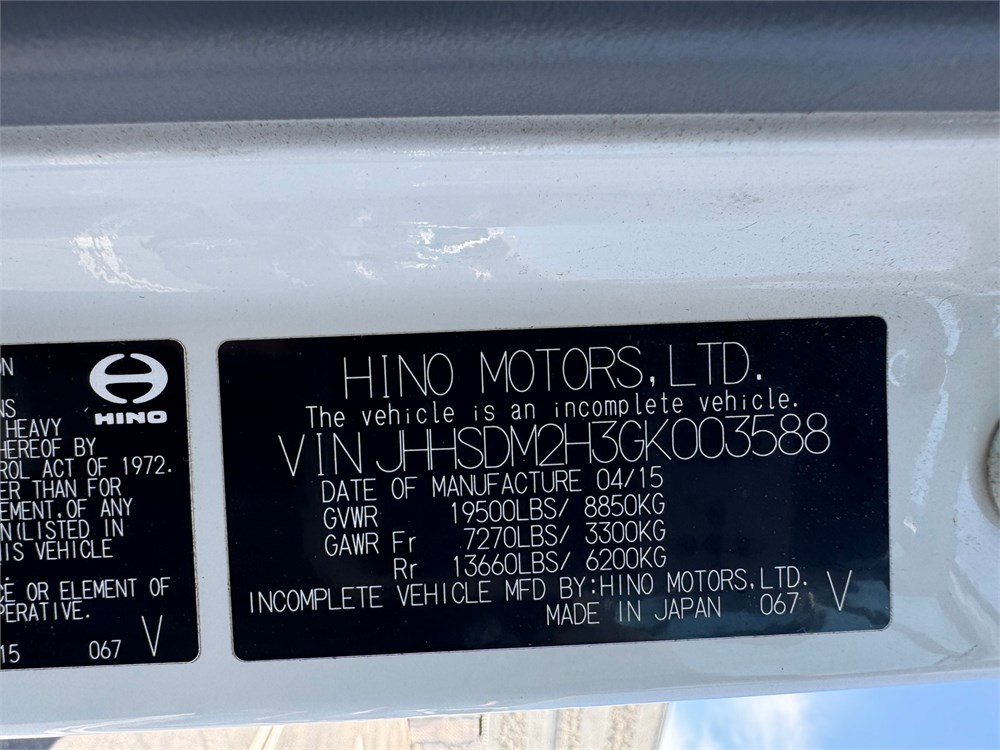 ON
HINO
NS
HEAVY
HEREOF BY
ROL ACT OF 1972.
ER THAN FOR
EMENT, OF ANY
N(LISTED IN
IS VEHICLE
CE OR ELEMENT OF
PERATIVE.
15 067 V
HINO MOTORS, LTD.
The vehicle is an incomplete vehicle.
VIN JHHSDM2H3GK003588
DATE OF MANUFACTURE 04/15
GVWR 19500LBS/ 8850KG
GAWR Fr 7270LBS/ 3300KG
Rr 13660LBS/ 6200KG
INCOMPLETE VEHICLE MFD BY:HINO MOTORS, LTD.
MADE IN JAPAN 067 V